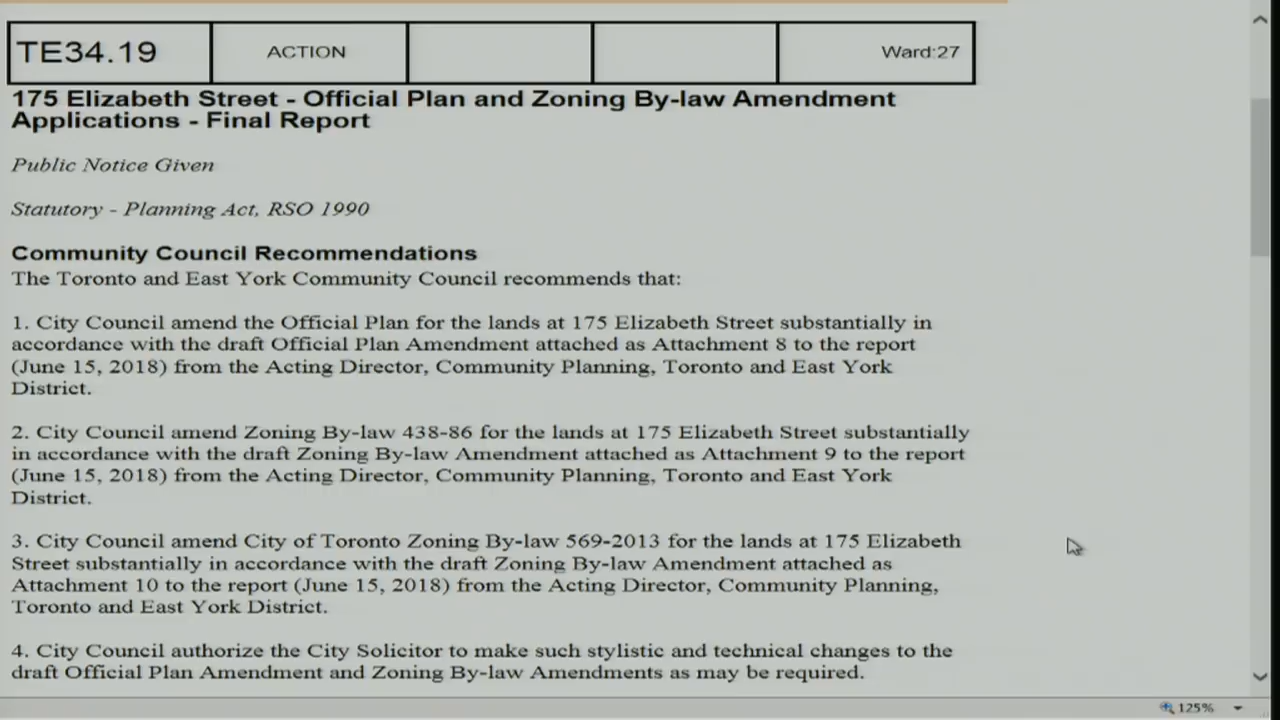 TE34.19 ACTION Ward:27
175 Elizabeth Street - Official Plan and Zoning By-law Amendment
Applications - Final Report
Public Notice Given
Statutory - Planning Act, RSO 1990
Community Council Recommendations
The Toronto and East York Community Council recommends that:
1. City Council amend the Official Plan for the lands at 175 Elizabeth Street substantially in
accordance with the draft Official Plan Amendment attached as Attachment 8 to the report
(June 15, 2018) from the Acting Director, Community Planning, Toronto and East York
District.
2. City Council amend Zoning By-law 438-86 for the lands at 175 Elizabeth Street substantially
in accordance with the draft Zoning By-law Amendment attached as Attachment 9 to the report
(June 15, 2018) from the Acting Director, Community Planning, Toronto and East York
District.
3. City Council amend City of Toronto Zoning By-law 569-2013 for the lands at 175 Elizabeth
Street substantially in accordance with the draft Zoning By-law Amendment attached as
Attachment 10 to the report (June 15, 2018) from the Acting Director, Community Planning,
Toronto and East York District.
4. City Council authorize the City Solicitor to make such stylistic and technical changes to the
draft Official Plan Amendment and Zoning By-law Amendments as may be required.
125%